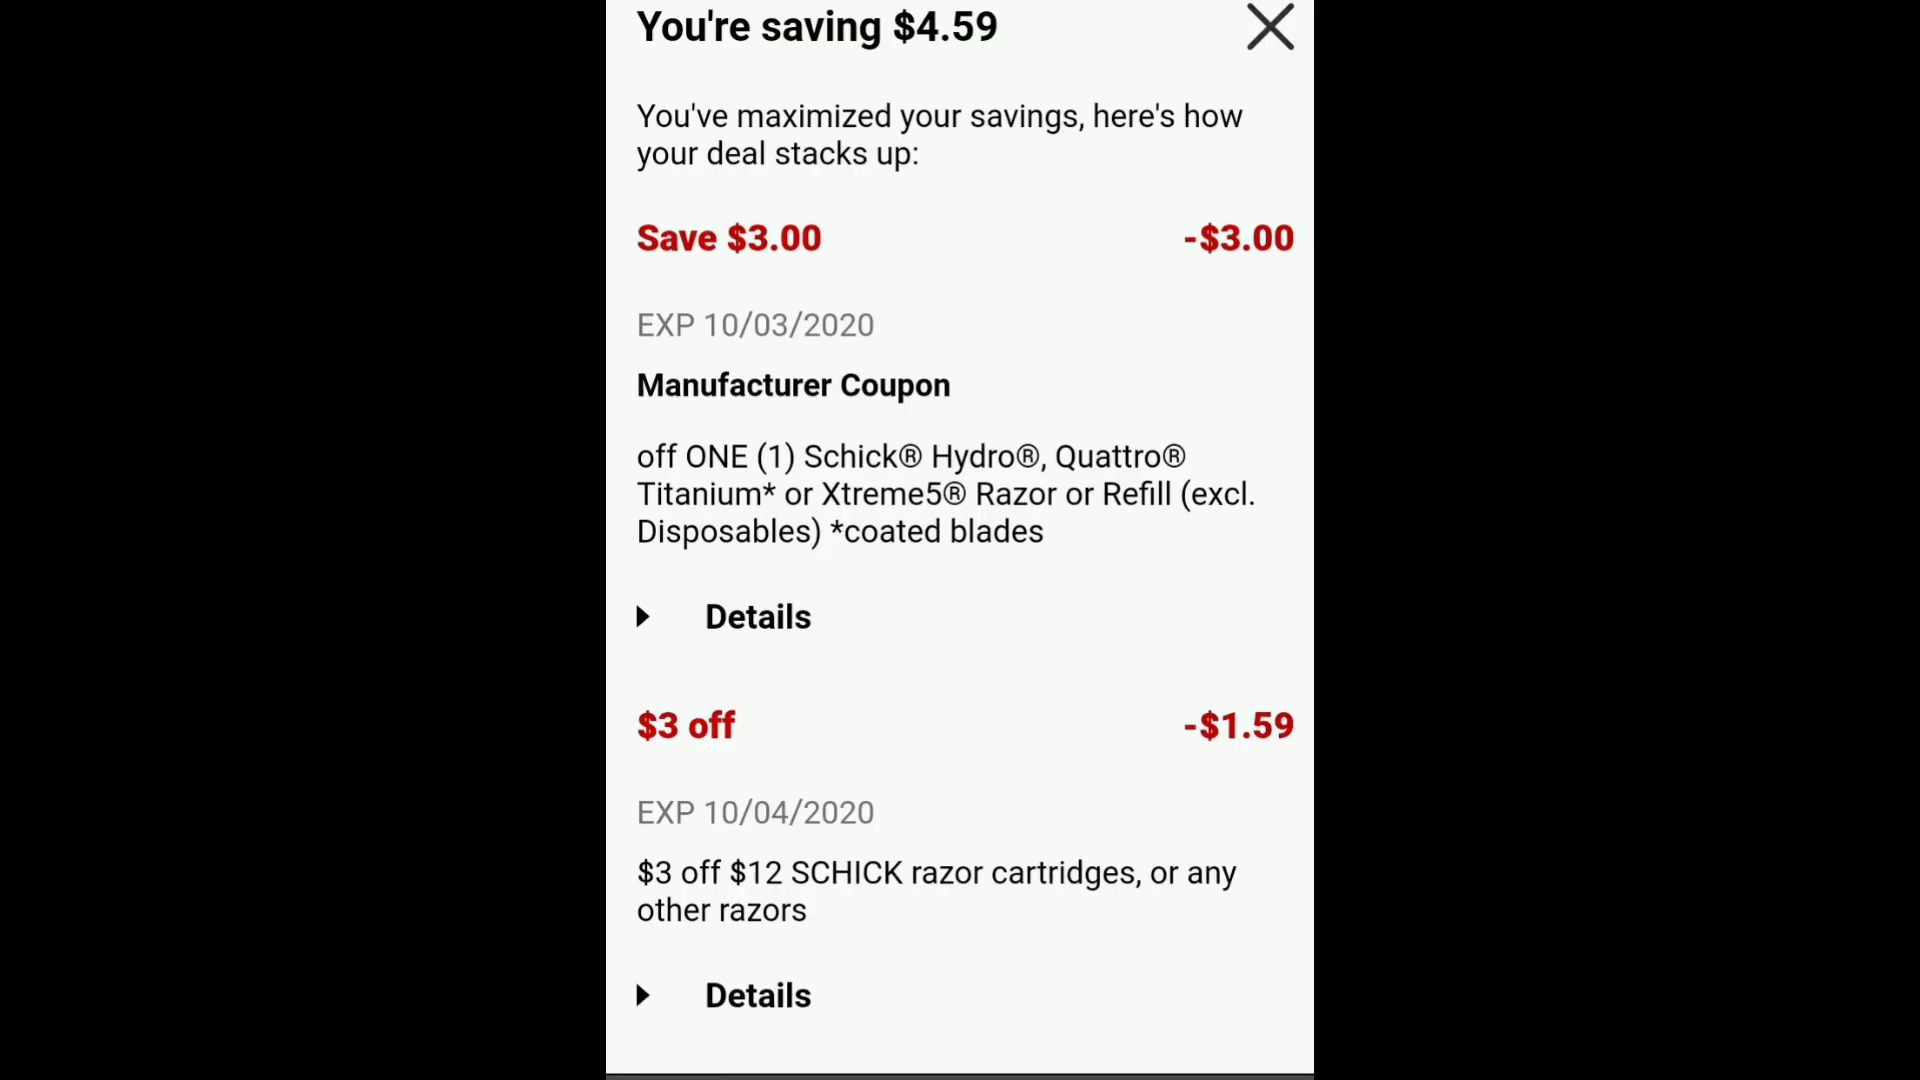 You're saving $4.59
You've maximized your savings, here's how
your deal stacks up:
Save $3.00 -$3.00
EXP 10/03/2020
Manufacturer Coupon
off ONE (1) Schick® Hydro®, Quattro®
Titanium* or Xtreme5® Razor or Refill (excl.
Disposables) *coated blades
Details
$3 off -$1.59
EXP 10/04/2020
$3 off $12 SCHICK razor cartridges, or any
other razors
Details